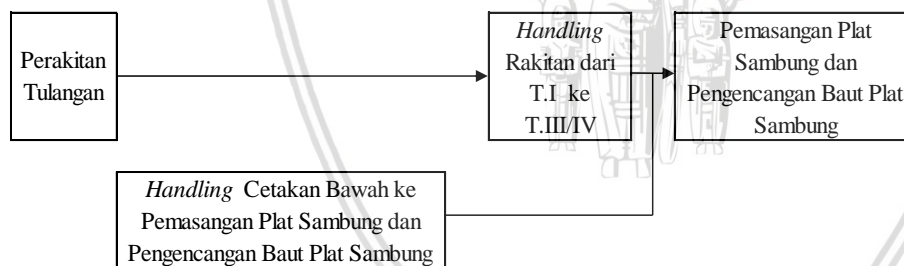 Perakitan
Tulangan
Handling
Rakitan dari
T.I ke
T.III/IV
Pemasangan Plat
Sambung dan
Pengencangan Baut Plat
Sambung
Handling Cetakan Bawah ke
Pemasangan Plat Sambung dan
Pengencangan Baut Plat Sambung